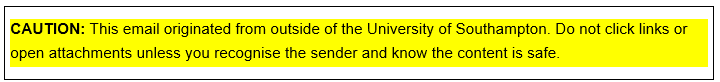 CAUTION: This email originated from outside of the University of Southampton. Do not click links or
open attachments unless you recognise the sender and know the content is safe.